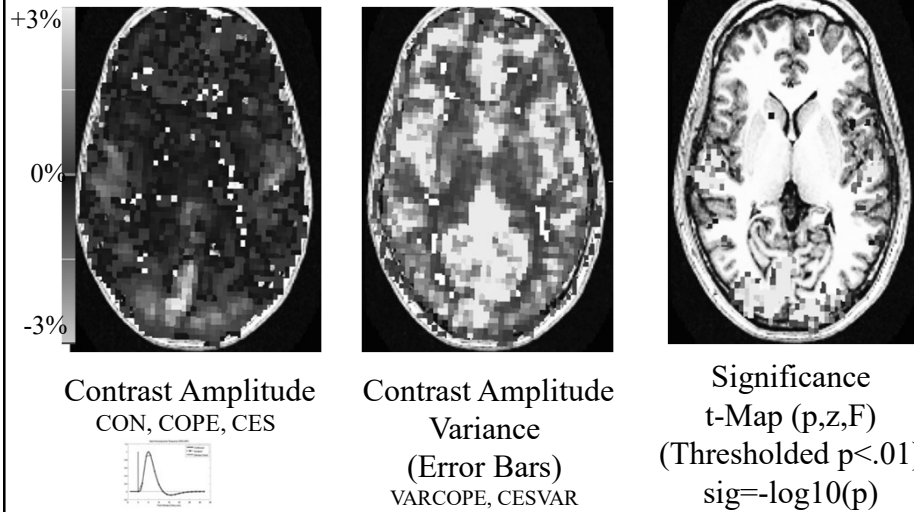 +3%
0%
-3%
Contrast Amplitude
CON, COPE, CES
Contrast Amplitude
Variance
(Error Bars)
VARCOPE, CESVAR
Significance
t-Map (p,z,F)
(Thresholded p<.01)
sig=-log10(p)